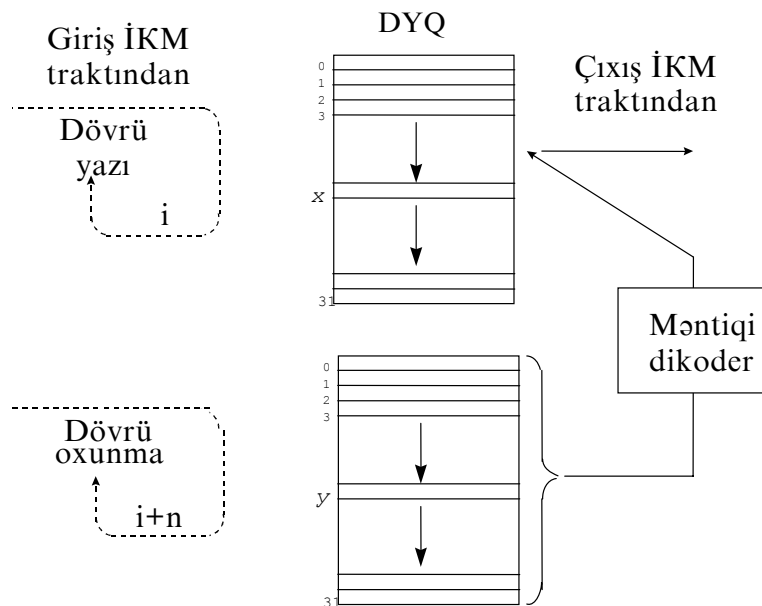 Giriş İKM
traktından
DYQ
Çıxış İKM
traktından
0
1
2
3
x
31
Dövrü
yazı
i
Məntiqi
dikoder
0
1
2
3
y
31
Dövrü
oxunma
i+n